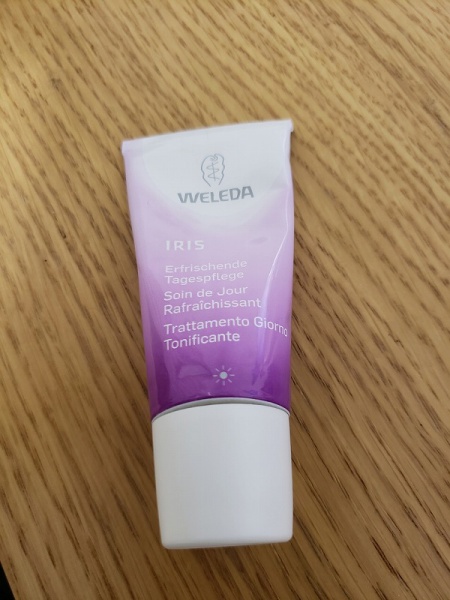 WELEDA
IRIS
Erfrischende
Tagespflege
Soin de Jour
Rafraîchissant
Trattamento Giorno
Tonificante